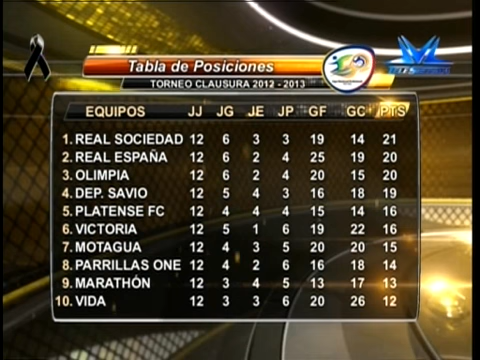 Tabla de Posiciones
TORNEO CLAUSURA 2012 - 2013
EQUIPOS JJ JG JE JP GF GC PTS
1. REAL SOCIEDAD 12 6 3 3 19 14 21
2. REAL ESPAÑA 12 6 2 4 25 19 20
3. OLIMPIA 12 6 2 4 20 15 20
4. DEP. SAVIO 12 5 4 3 16 18 19
5. PLATENSE FC 12 4 4 4 15 14 16
6. VICTORIA 12 5 1 6 19 22 16
7. MOTAGUA 12 4 3 5 20 20 15
8. PARRILLAS ONE 12 4 2 6 16 18 14
9. MARATHÓN 12 3 4 5 13 17 13
10. VIDA 12 3 3 6 20 26 12